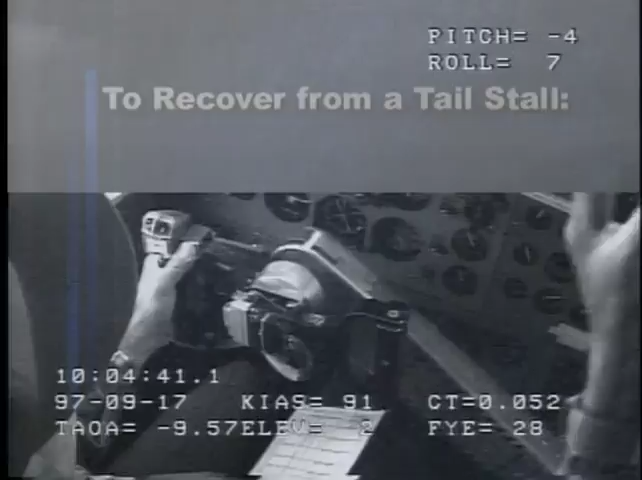 PITCH= -4
ROLL= 7
To Recover from a Tail Stall:
10:04:41.1
97-09-17 KIAS= 91 CT=0.052
TAOA= -9.57ELEV= 2 FYE= 28